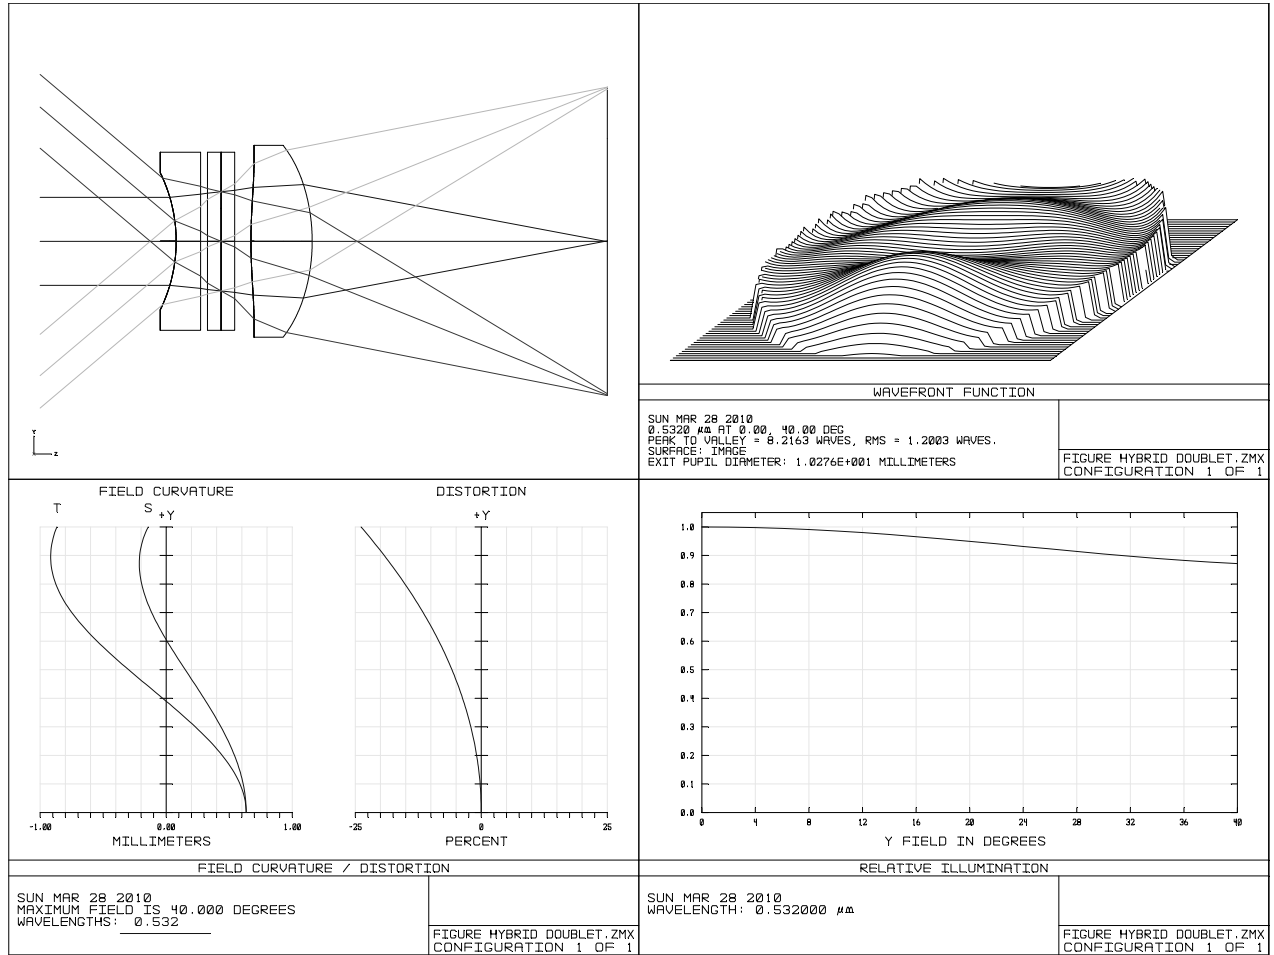 Y
Z
WAVEFRONT FUNCTION
SUN MAR 28 2010
0.5320 µm AT 0.00, 40.00 DEG
PEAK TO VALLEY = 8.2163 WAVES, RMS = 1.2003 WAVES.
SURFACE: IMAGE
EXIT PUPIL DIAMETER: 1.0276E+001 MILLIMETERS
FIGURE HYBRID DOUBLET.ZMX
CONFIGURATION 1 OF 1
FIELD CURVATURE
T S +Y
-1.00 0.00 1.00
MILLIMETERS
DISTORTION
+Y
-25 0 25
PERCENT
FIELD CURVATURE / DISTORTION
SUN MAR 28 2010
MAXIMUM FIELD IS 40.000 DEGREES
WAVELENGTHS: 0.532
FIGURE HYBRID DOUBLET.ZMX
CONFIGURATION 1 OF 1
1.0
0.9
0.8
0.7
0.6
0.5
0.4
0.3
0.2
0.1
0.0
0 4 8 12 16 20 24 28 32 36 40
Y FIELD IN DEGREES
RELATIVE ILLUMINATION
SUN MAR 28 2010
WAVELENGTH: 0.532000 µm
FIGURE HYBRID DOUBLET.ZMX
CONFIGURATION 1 OF 1